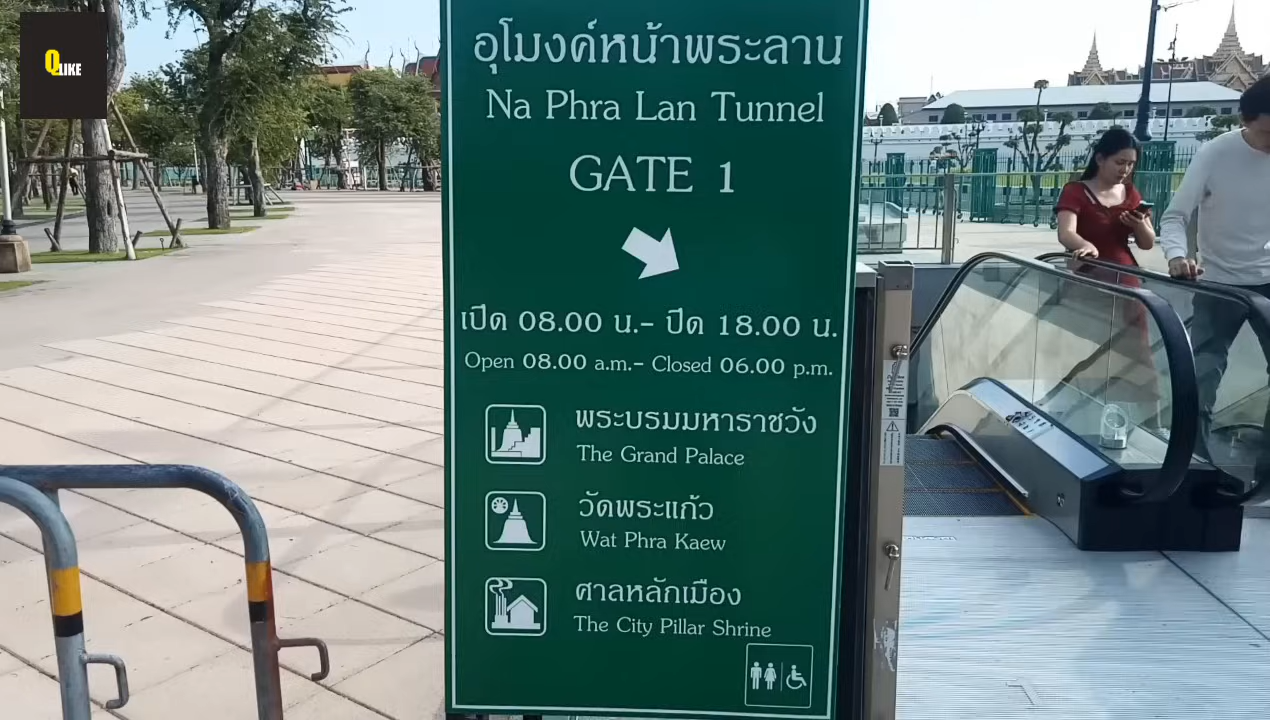 QLIKE
อุโมงค์หน้าพระลาน
Na Phra Lan Tunnel
GATE 1
เปิด 08.00 น.– ปิด 18.00 น.
Open 08.00 a.m.– Closed 06.00 p.m.
พระบรมมหาราชวัง
The Grand Palace
วัดพระแก้ว
Wat Phra Kaew
ศาลหลักเมือง
The City Pillar Shrine